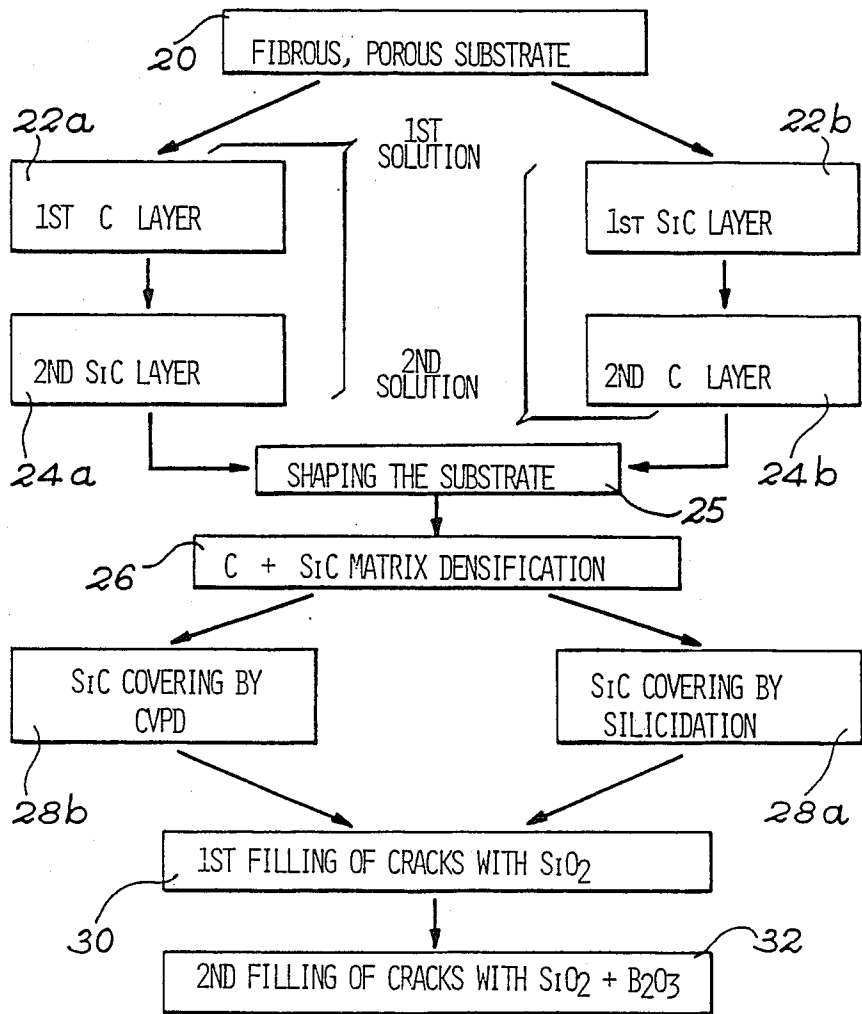 20
FIBROUS, POROUS SUBSTRATE
22a
1ST
SOLUTION
22b
1ST C LAYER
1ST SIC LAYER
2ND SIC LAYER
2ND
SOLUTION
2ND C LAYER
24a
SHAPING THE SUBSTRATE
24b
25
26
C + SIC MATRIX DENSIFICATION
SIC COVERING BY
CVPD
SIC COVERING BY
SILICIDATION
28b
28a
1ST FILLING OF CRACKS WITH SIO2
30
32
2ND FILLING OF CRACKS WITH SIO2 + B2O3